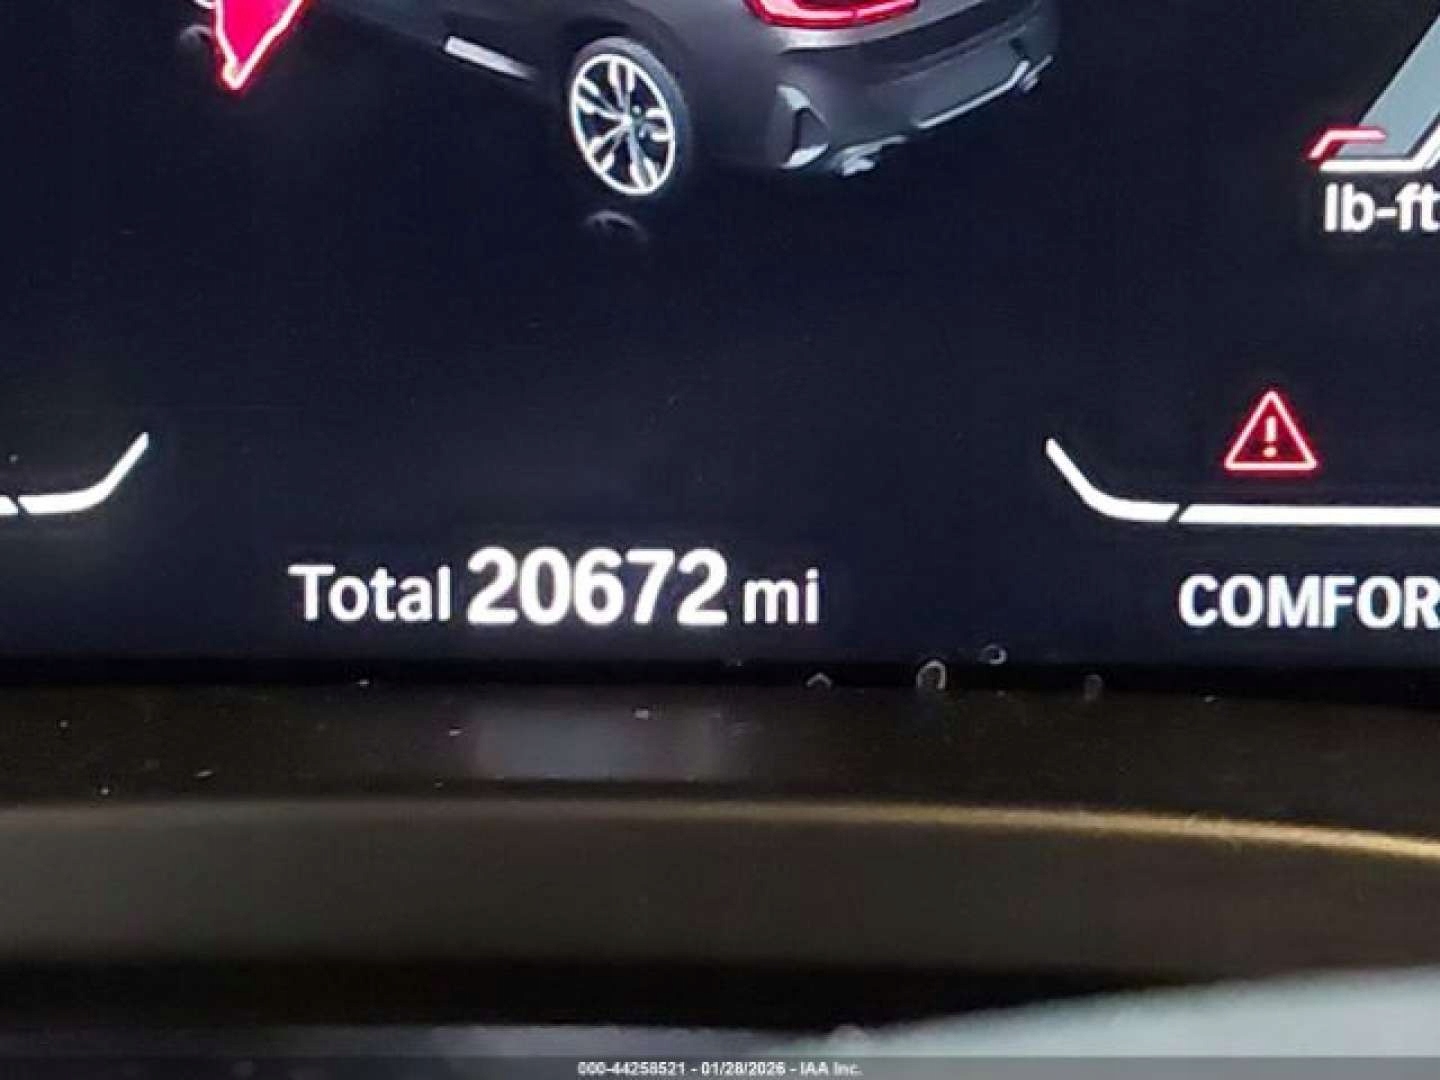 lb-ft
Total 20672 mi
COMFOR
000-44258521 - 01/28/2026 - IAA Inc.